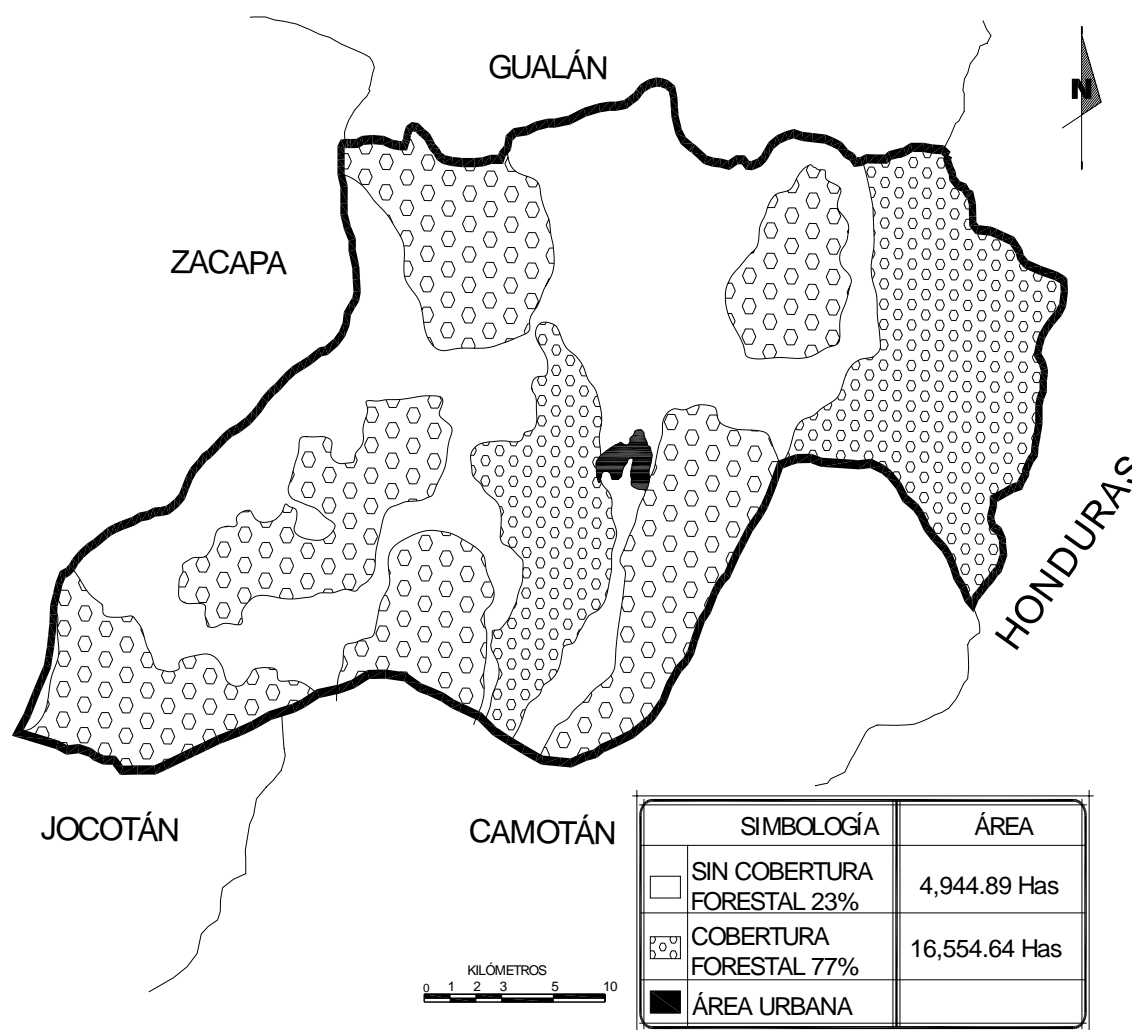 GUALÁN
N
ZACAPA
HONDURAS
JOCOTÁN
CAMOTÁN
SIMBOLOGÍA ÁREA
SIN COBERTURA
FORESTAL 23%
4,944.89 Has
COBERTURA
FORESTAL 77%
16,554.64 Has
ÁREA URBANA
KILÓMETROS
0 1 2 3 5 10